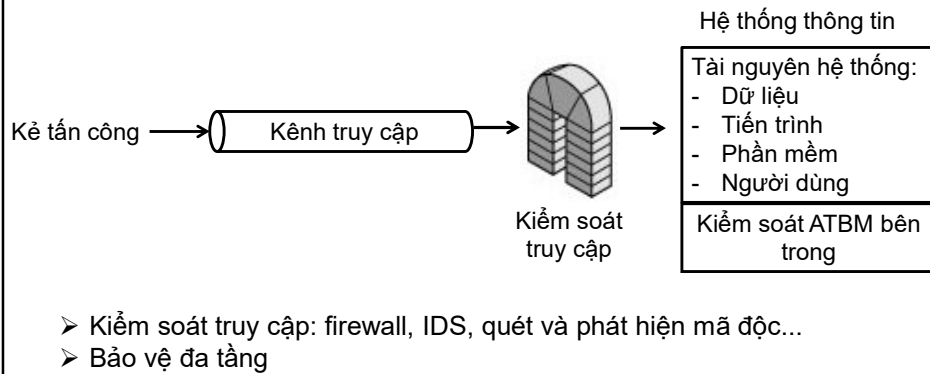 Hệ thống thông tin
Kẻ tấn công
Kênh truy cập
Kiểm soát
truy cập
Tài nguyên hệ thống:
- Dữ liệu
- Tiến trình
- Phần mềm
- Người dùng
Kiểm soát ATBM bên
trong
➢ Kiểm soát truy cập: firewall, IDS, quét và phát hiện mã độc...
➢ Bảo vệ đa tầng